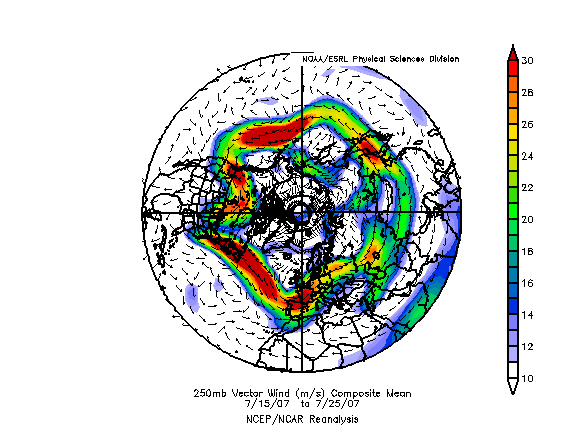 NOAA/ESRL Physical Sciences Division
30
28
26
24
22
20
18
16
14
12
10
250mb Vector Wind (m/s) Composite Mean
7/15/07 to 7/25/07
NCEP/NCAR Reanalysis